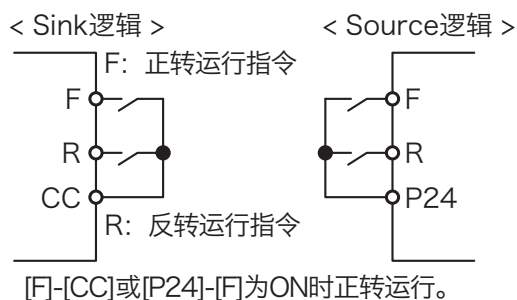 < Sink逻辑 >
< Source逻辑 >
F：正转运行指令
F
R
CC
R：反转运行指令
F
R
P24
[F]-[CC]或[P24]-[F]为ON时正转运行。